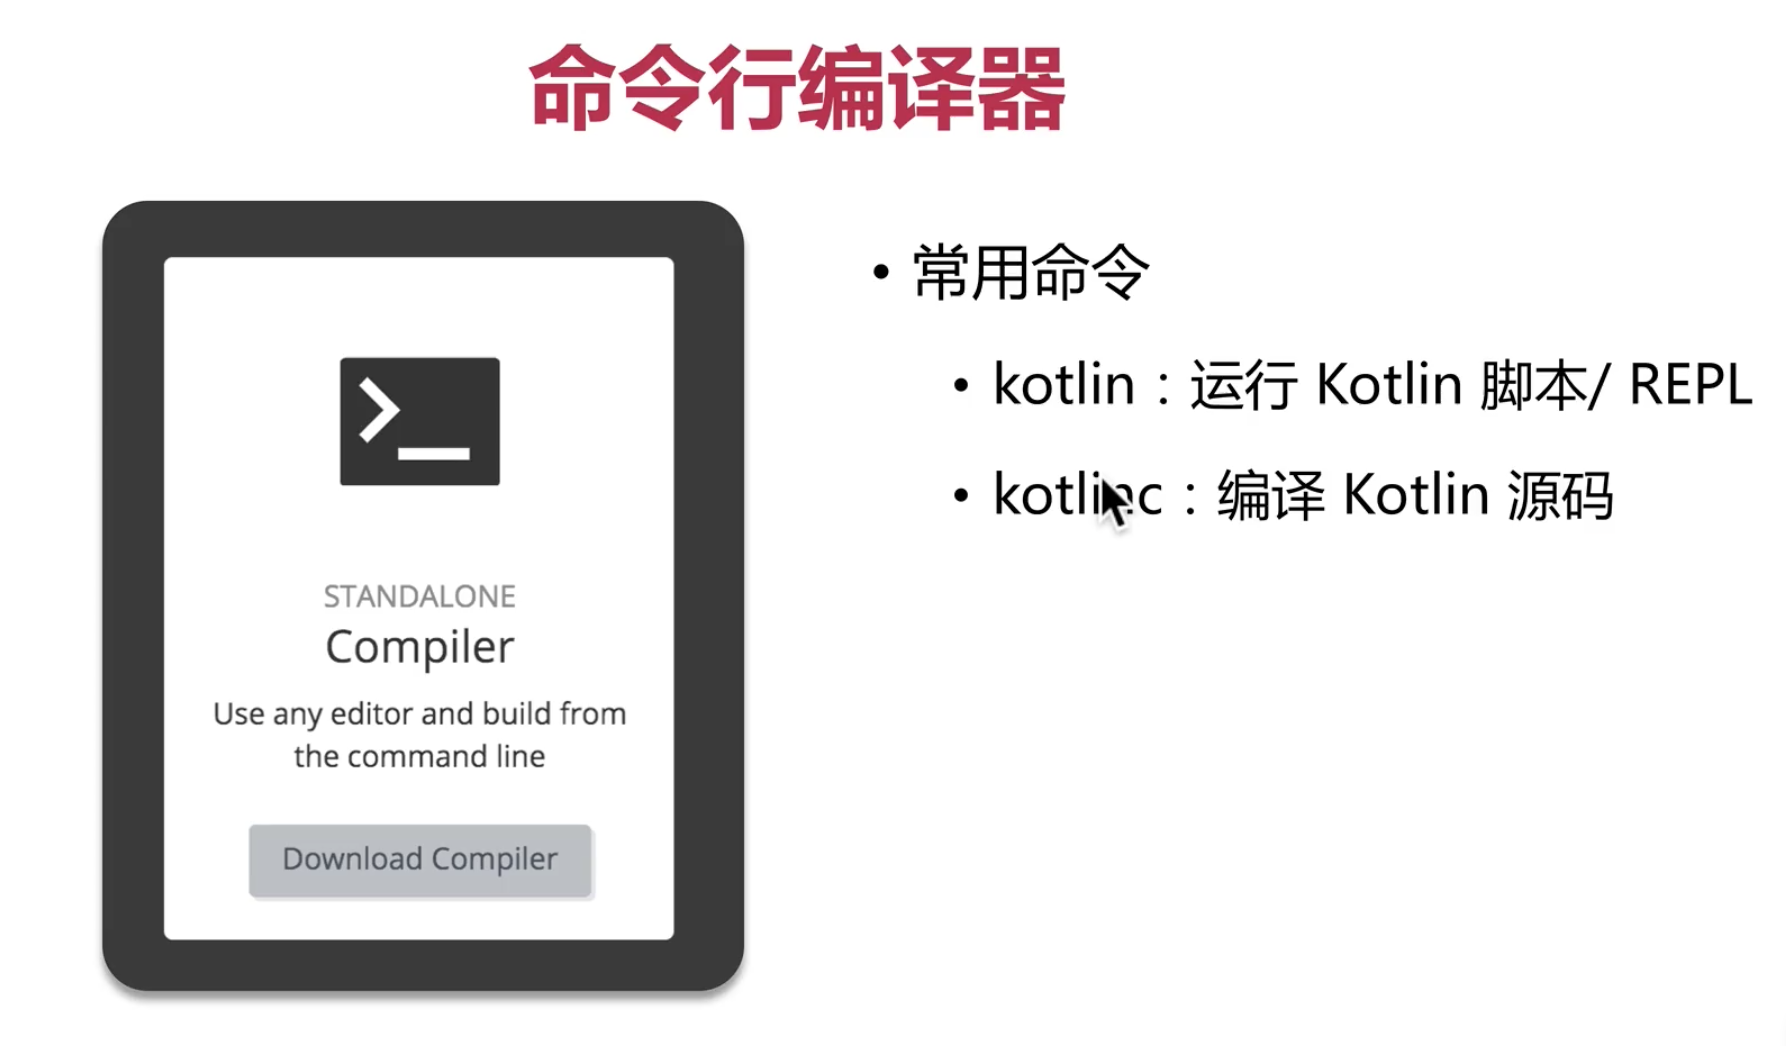 命令行编译器
STANDALONE
Compiler
Use any editor and build from
the command line
Download Compiler
• 常用命令
• kotlin：运行 Kotlin 脚本/ REPL
• kotlinc：编译 Kotlin 源码